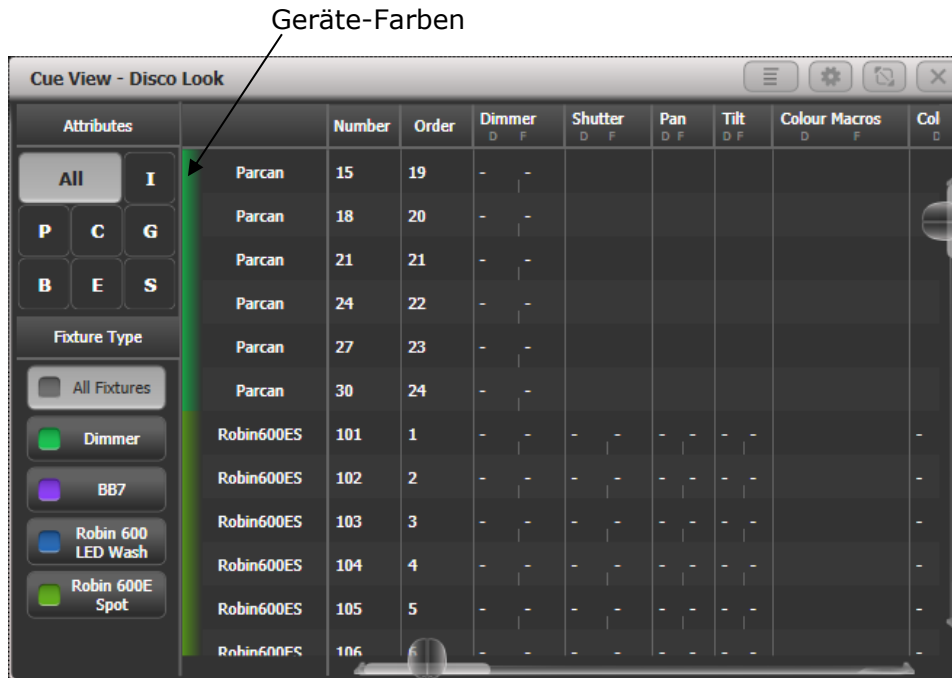 Geräte-Farben
Cue View - Disco Look
Attributes Number Order Dimmer Shutter Pan Tilt Colour Macros Col
D F D F D F D F D F D
All I
P C G
B E S
Fixture Type
All Fixtures
Dimmer
BB7
Robin 600
LED Wash
Robin 600E
Spot
Parcan 15 19 - -
Parcan 18 20 - -
Parcan 21 21 - -
Parcan 24 22 - -
Parcan 27 23 - -
Parcan 30 24 - -
Robin600ES 101 1 - - - - - - - - -
Robin600ES 102 2 - - - - - - - - -
Robin600ES 103 3 - - - - - - - - -
Robin600ES 104 4 - - - - - - - - -
Robin600ES 105 5 - - - - - - - - -
Robin600ES 106 6 - - - - - - - - -